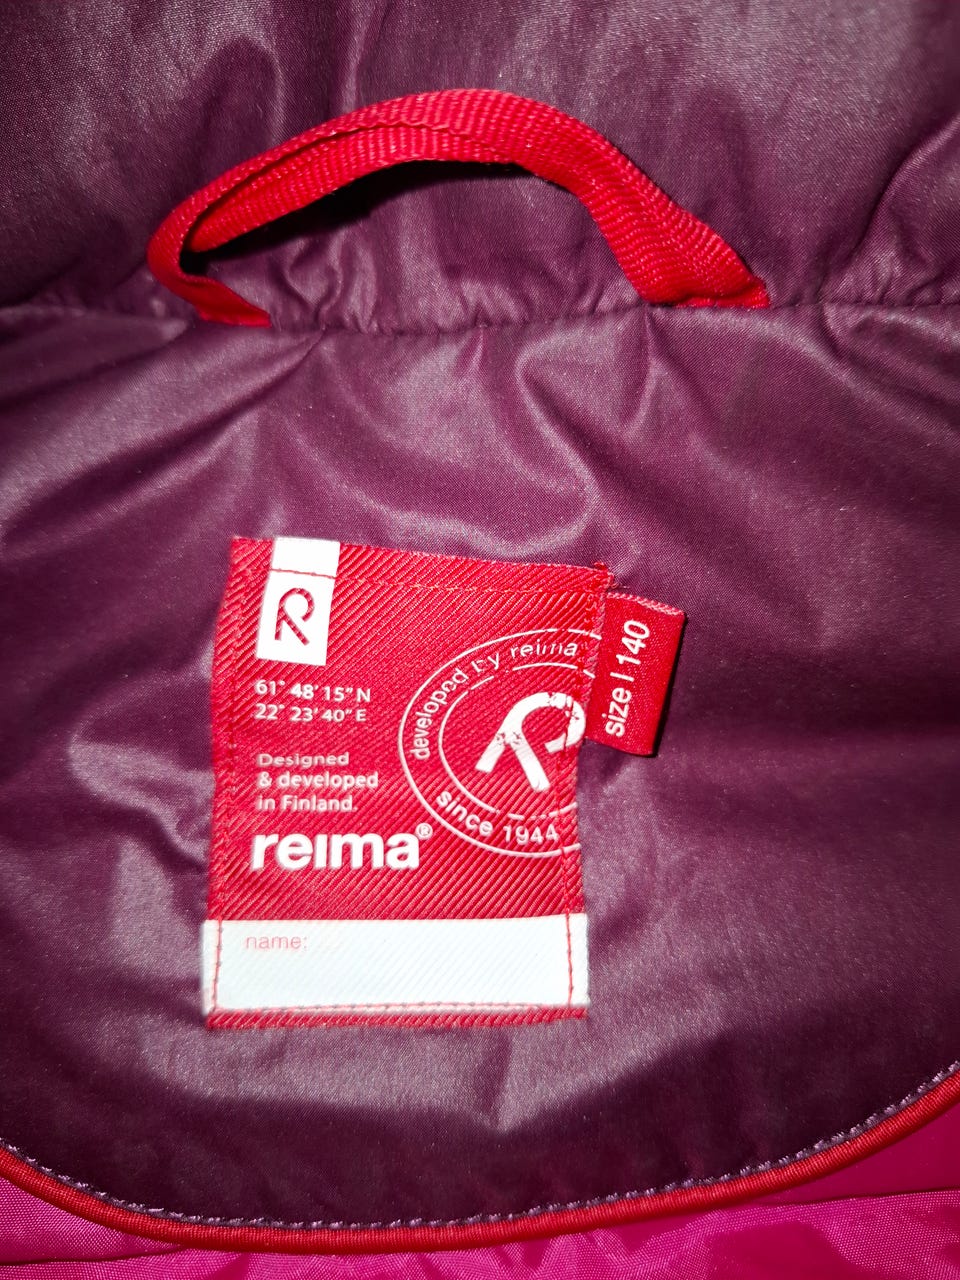 R
61° 48' 15" N
22° 23' 40" E
Designed
& developed
in Finland.
reima®
developed by reima
R
since 1944
size | 140
name: